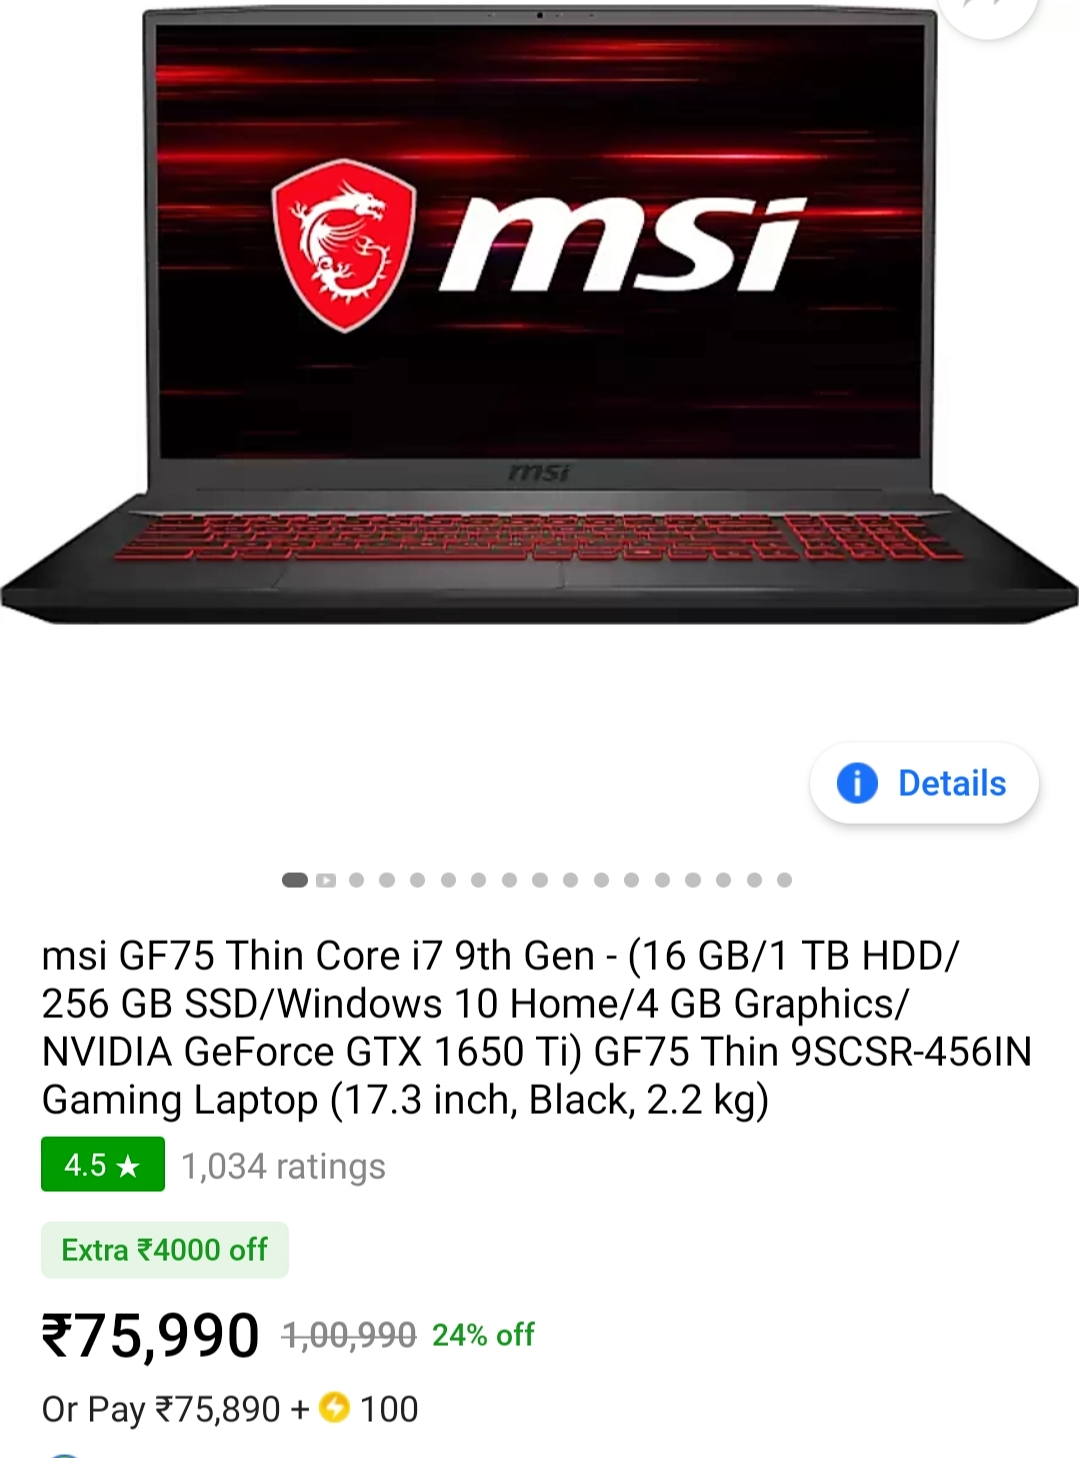 msi
msi
Details
msi GF75 Thin Core i7 9th Gen - (16 GB/1 TB HDD/
256 GB SSD/Windows 10 Home/4 GB Graphics/
NVIDIA GeForce GTX 1650 Ti) GF75 Thin 9SCSR-456IN
Gaming Laptop (17.3 inch, Black, 2.2 kg)
4.5 ★ 1,034 ratings
Extra ₹4000 off
₹75,990 1,00,990 24% off
Or Pay ₹75,890 + 100